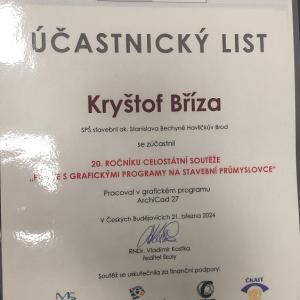 ÚČASTNICKÝ LIST
Kryštof Bříza
SPŠ stavební ak. Stanislava Bechyně Havlíčkův Brod
se zúčastnil
20. ROČNÍKU CELOSTÁTNÍ SOUTĚŽE
S GRAFICKÝMI PROGRAMY NA STAVEBNÍ PRŮMYSLOVCE"
Pracoval v grafickém programu
ArchiCad 27
V Českých Budějovicích 21. března 2024
RNDr. Vladimír Kostka
ředitel školy
Soutěž se uskutečnila za finanční podpory:
ČKAIT